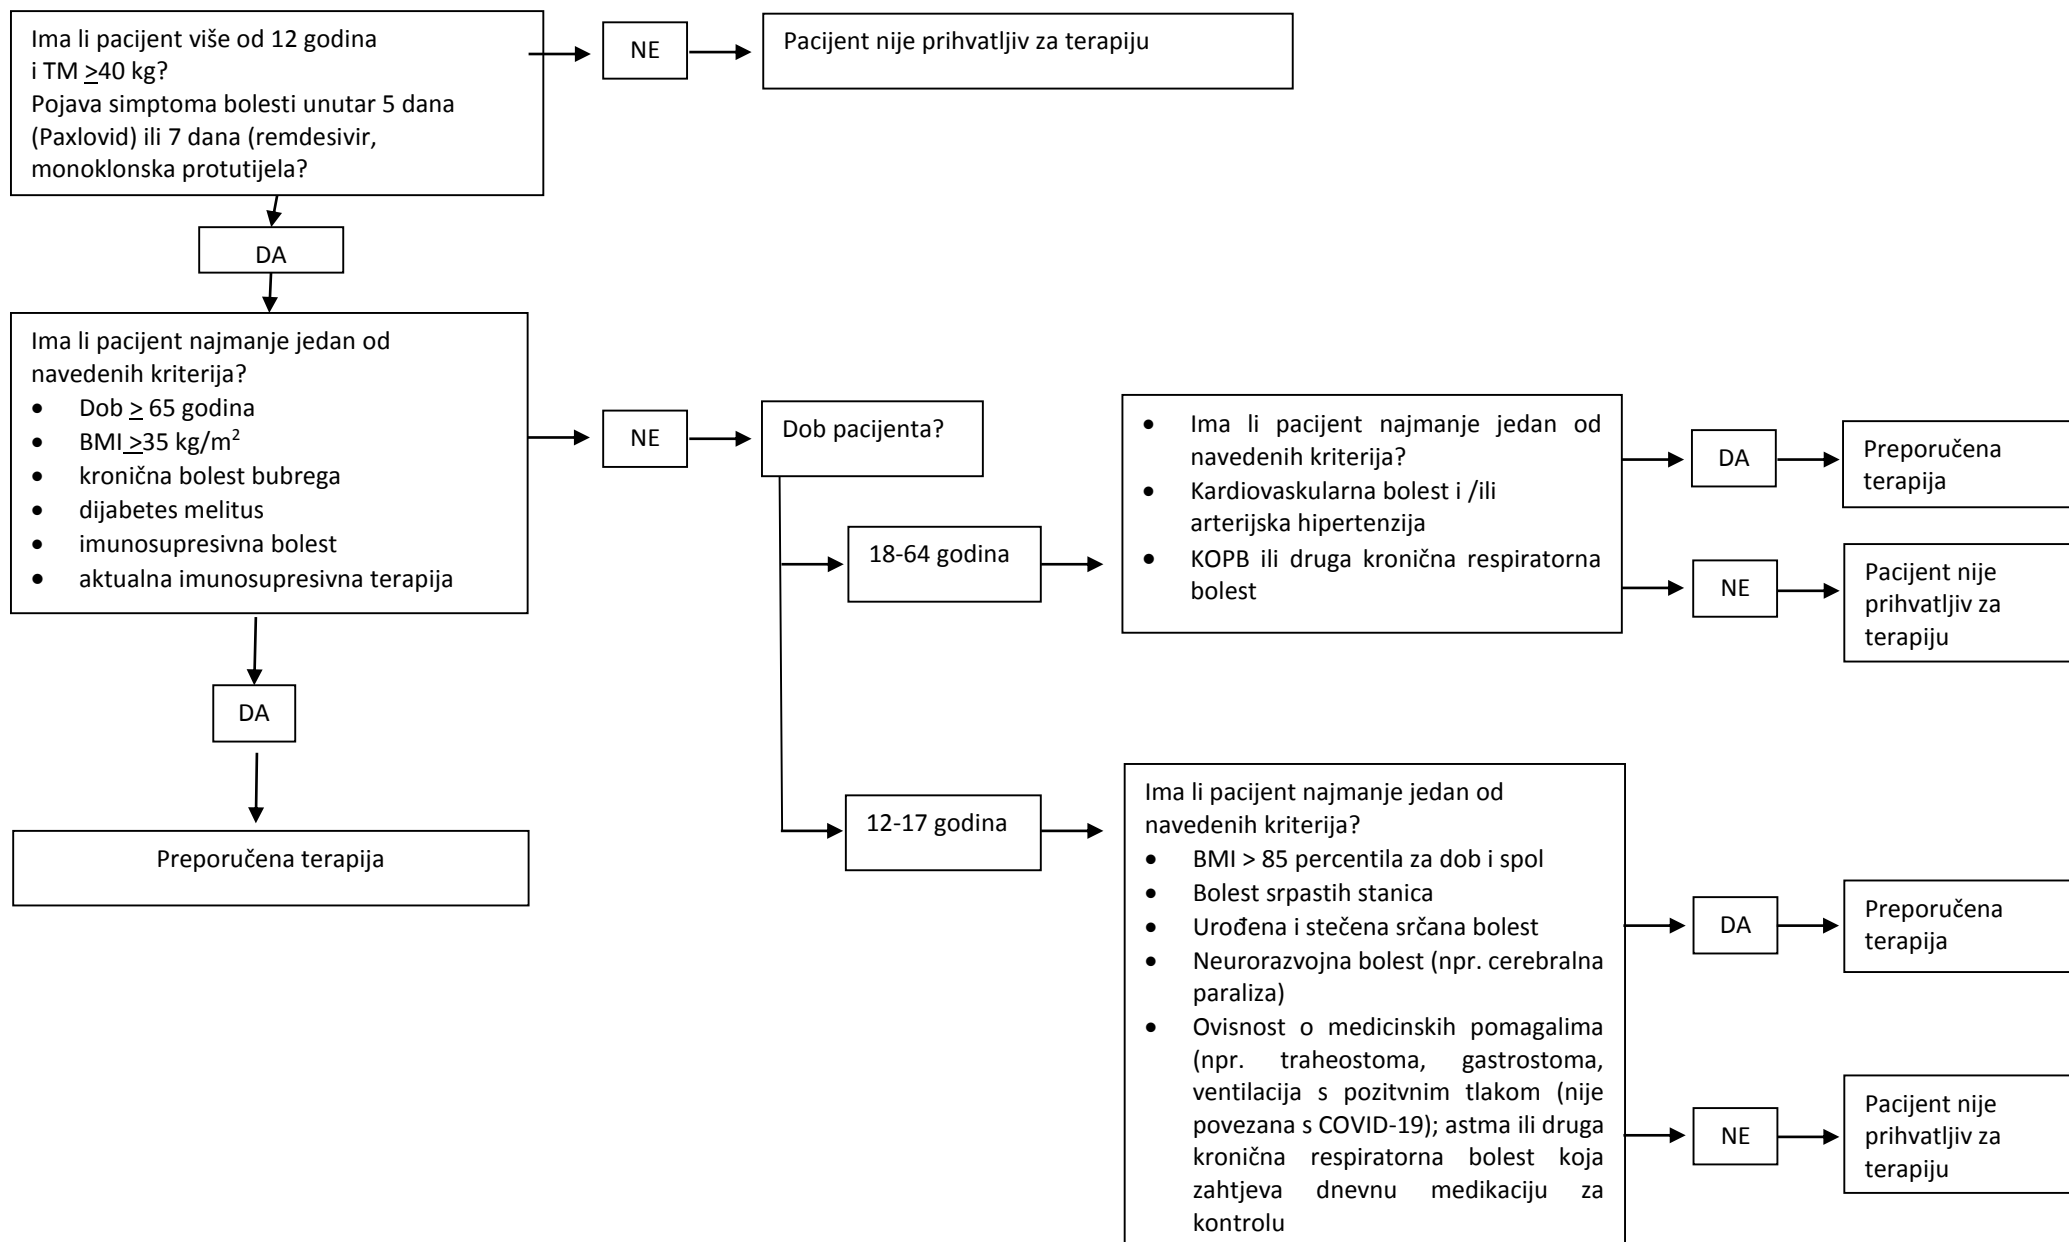 Ima li pacijent više od 12 godina
i TM ≥40 kg?
Pojava simptoma bolesti unutar 5 dana
(Paxlovid) ili 7 dana (remdesivir,
monoklonska protutijela?
NE
Pacijent nije prihvatljiv za terapiju
DA
Ima li pacijent najmanje jedan od
navedenih kriterija?
• Dob ≥ 65 godina
• BMI ≥35 kg/m²
• kronična bolest bubrega
• dijabetes melitus
• imunosupresivna bolest
• aktualna imunosupresivna terapija
NE
Dob pacijenta?
18-64 godina
• Ima li pacijent najmanje jedan od
navedenih kriterija?
• Kardiovaskularna bolest i /ili
arterijska hipertenzija
• KOPB ili druga kronična respiratorna
bolest
DA
Preporučena
terapija
NE
Pacijent nije
prihvatljiv za
terapiju
DA
Preporučena terapija
12-17 godina
Ima li pacijent najmanje jedan od
navedenih kriterija?
• BMI > 85 percentila za dob i spol
• Bolest srpastih stanica
• Urođena i stečena srčana bolest
• Neurorazvojna bolest (npr. cerebralna
paraliza)
• Ovisnost o medicinskih pomagalima
(npr. traheostoma, gastrostoma,
ventilacija s pozitvnim tlakom (nije
povezana s COVID-19); astma ili druga
kronična respiratorna bolest koja
zahtjeva dnevnu medikaciju za
kontrolu
DA
Preporučena
terapija
NE
Pacijent nije
prihvatljiv za
terapiju